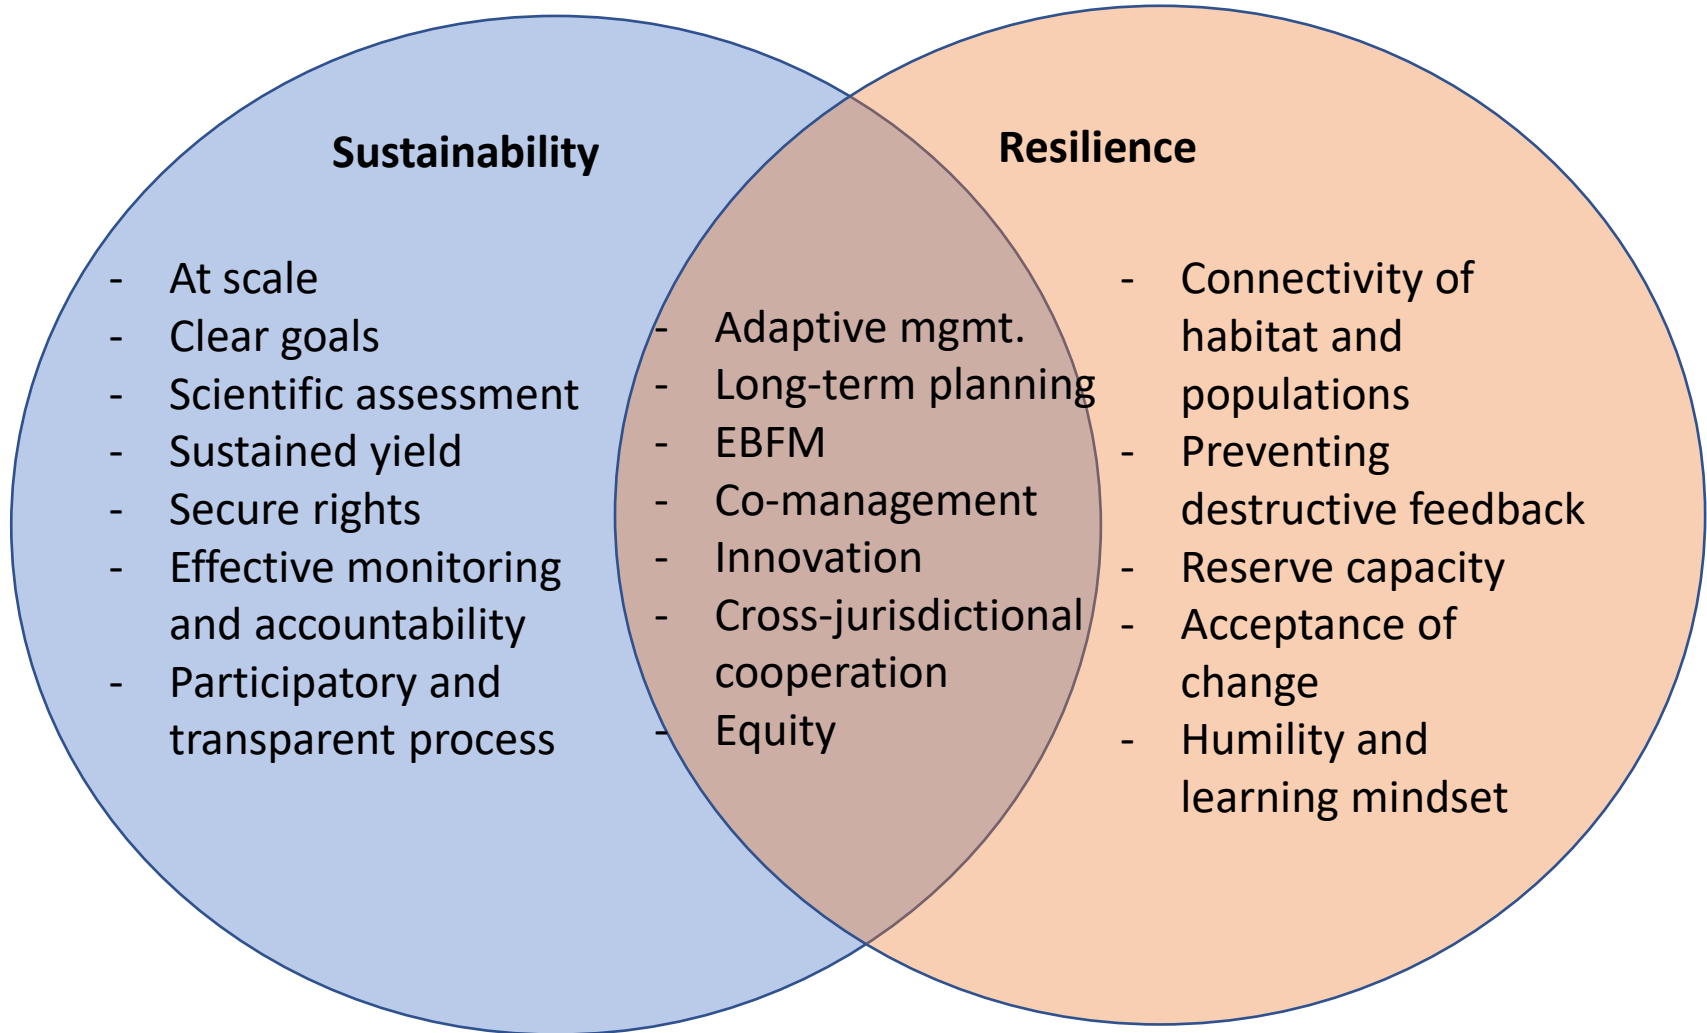 Sustainability
- At scale
- Clear goals
- Scientific assessment
- Sustained yield
- Secure rights
- Effective monitoring
and accountability
- Participatory and
transparent process
- Adaptive mgmt.
- Long-term planning
- EBFM
- Co-management
- Innovation
- Cross-jurisdictional
cooperation
- Equity
Resilience
- Connectivity of
habitat and
populations
- Preventing
destructive feedback
- Reserve capacity
- Acceptance of
change
- Humility and
learning mindset